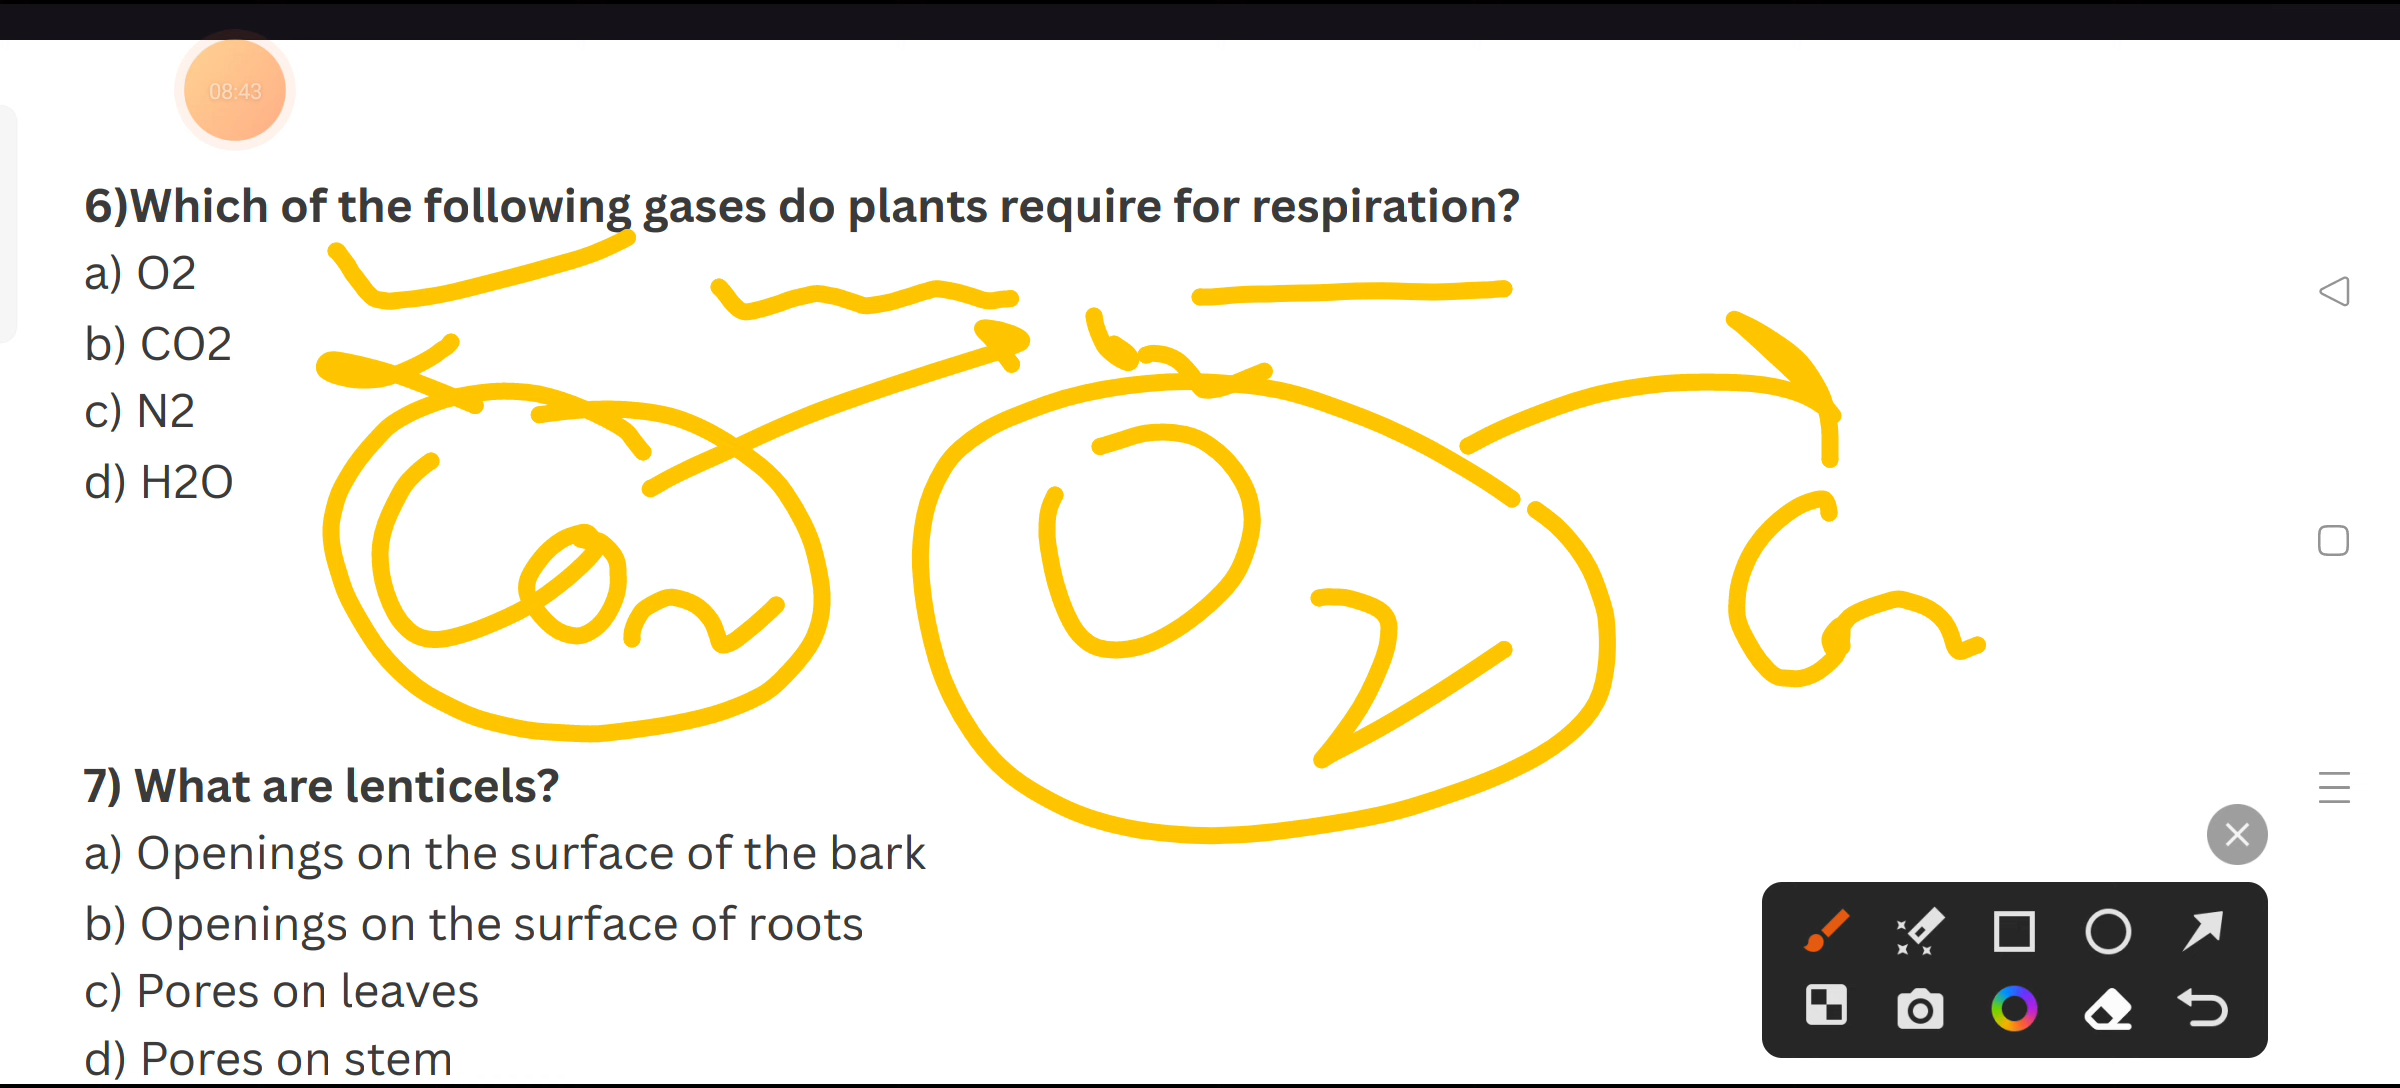 08:43
6)Which of the following gases do plants require for respiration?
a) O2
b) CO2
c) N2
d) H2O
O2
7) What are lenticels?
a) Openings on the surface of the bark
b) Openings on the surface of roots
c) Pores on leaves
d) Pores on stem